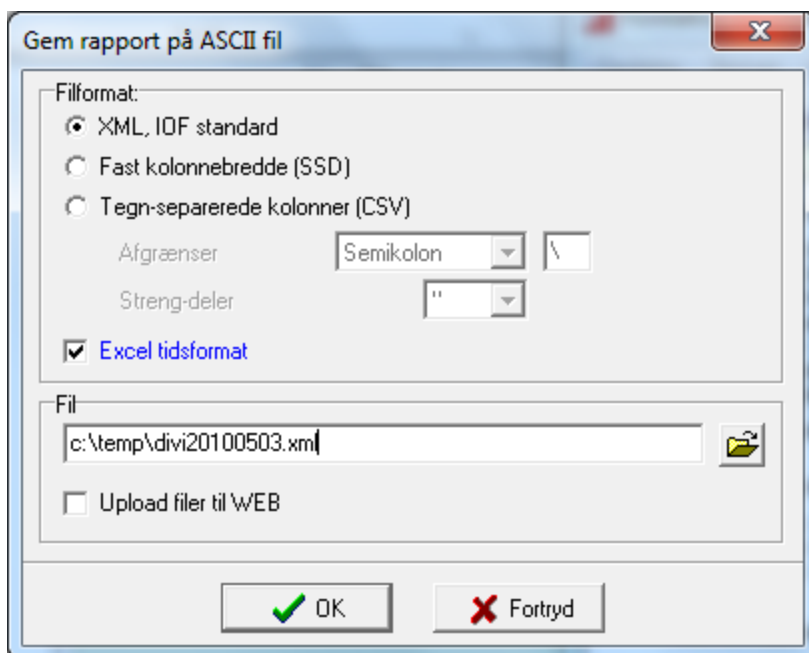 Gem rapport på ASCII fil
Filformat:
XML, IOF standard
Fast kolonnebredde (SSD)
Tegn-separerede kolonner (CSV)
Afgrænser Semikolon \
Streng-deler "
Excel tidsformat
Fil
c:\temp\divi20100503.xml
Upload filer til WEB
OK Fortryd